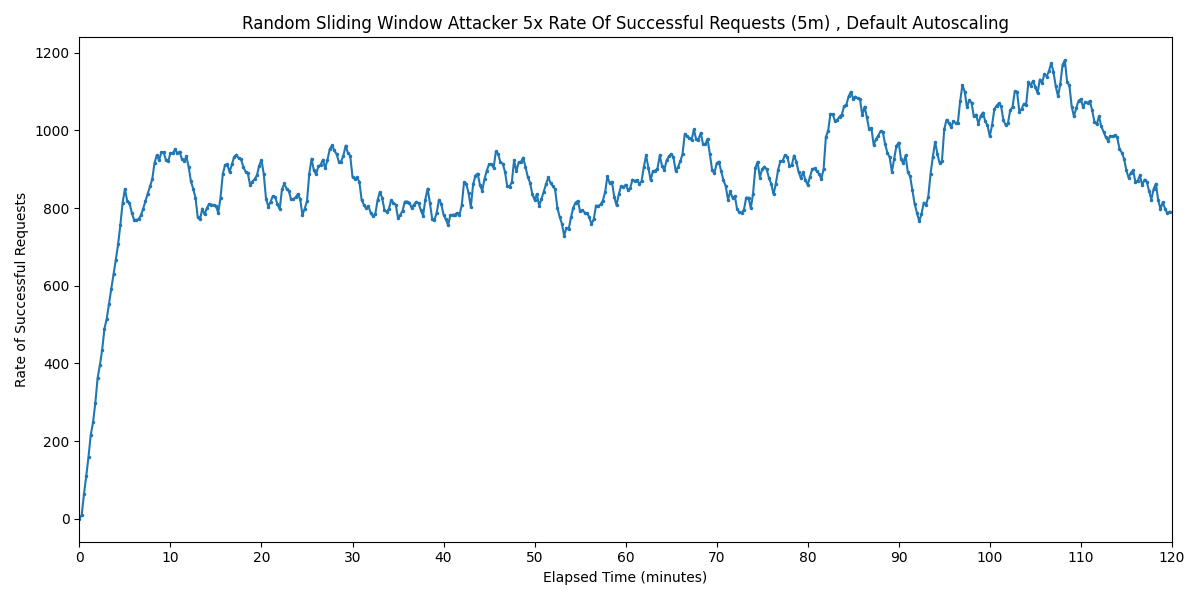 Random Sliding Window Attacker 5x Rate Of Successful Requests (5m) , Default Autoscaling
Rate of Successful Requests
1200
1000
800
600
400
200
0
0 10 20 30 40 50 60 70 80 90 100 110 120
Elapsed Time (minutes)